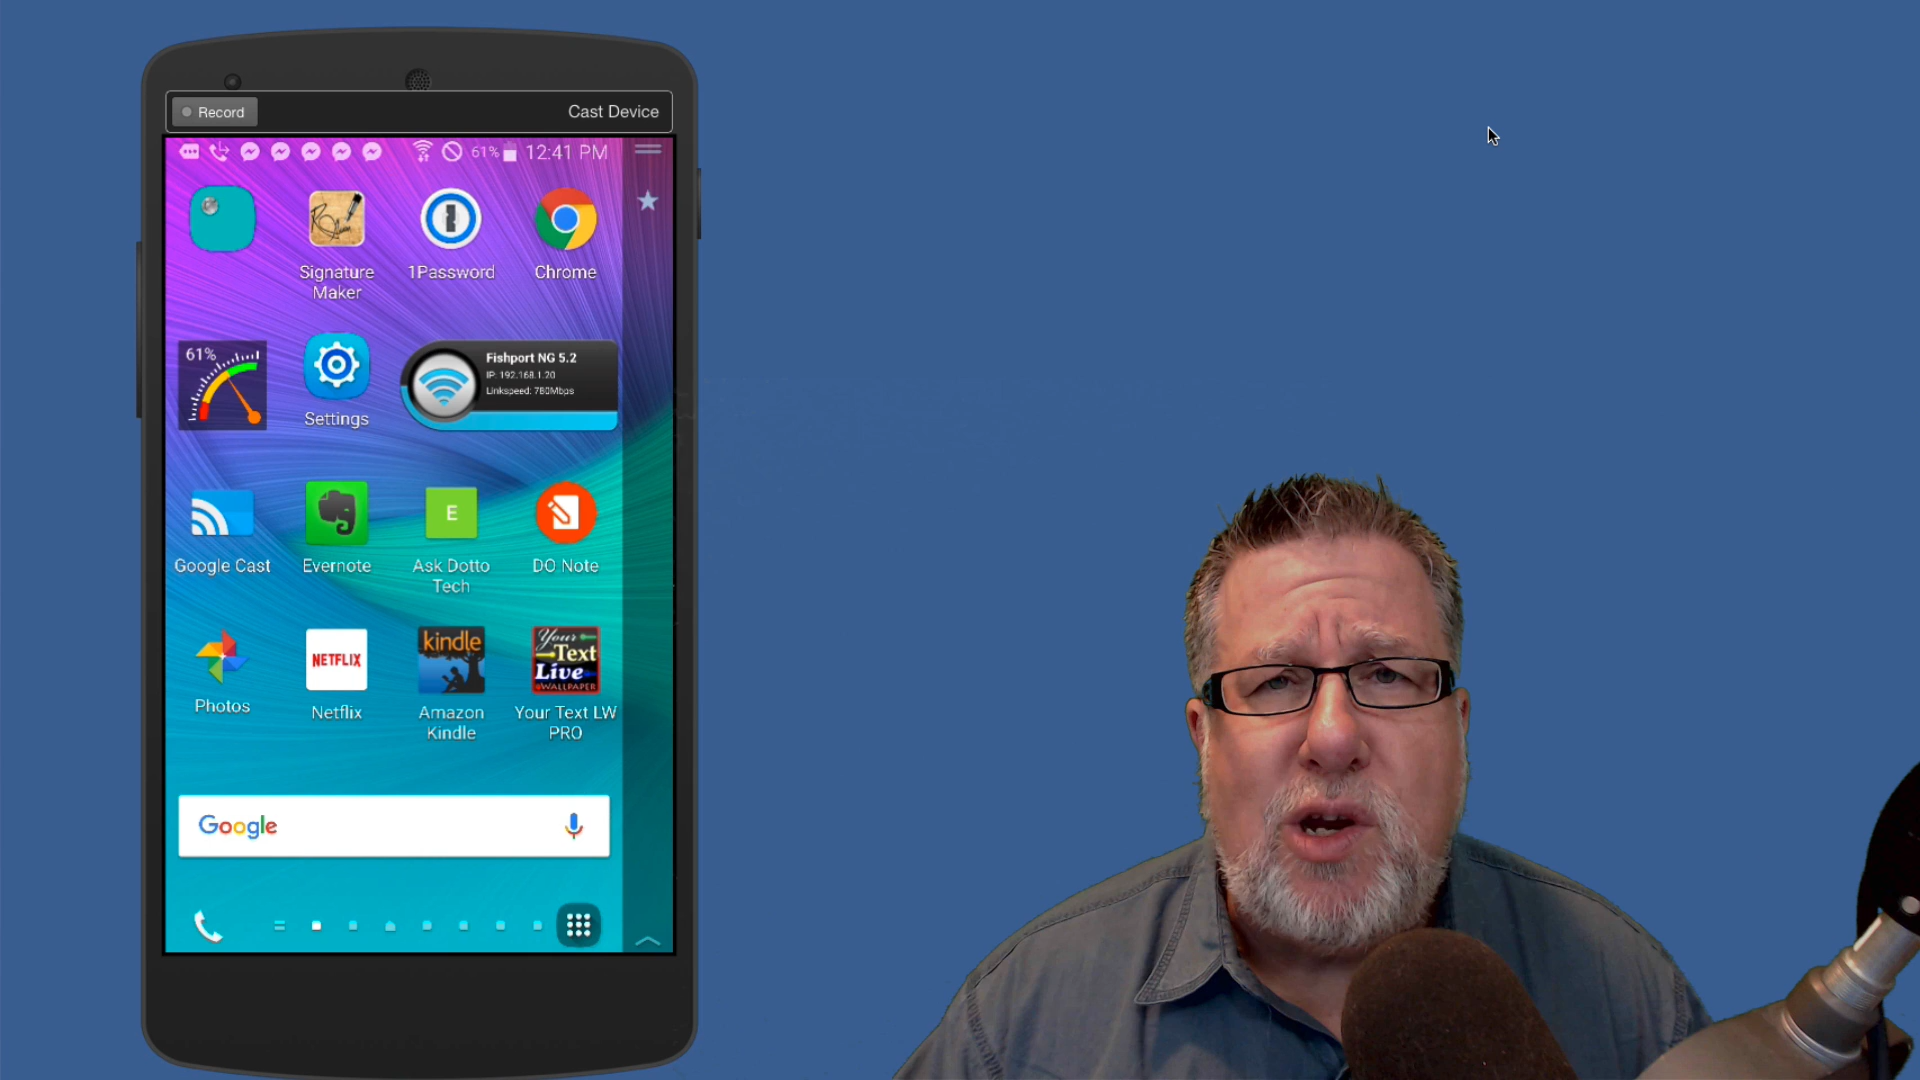 Record
Cast Device
61% 12:41 PM
Signature
Maker
1Password
Chrome
61%
Settings
Fishport NG 5.2
IP: 192.168.1.20
Linkspeed: 780Mbps
Google Cast
Evernote
E
Ask Dotto
Tech
DO Note
Photos
NETFLIX
Netflix
kindle
Amazon
Kindle
Your
Text
Live
WALLPAPER
Your Text LW
PRO
Google